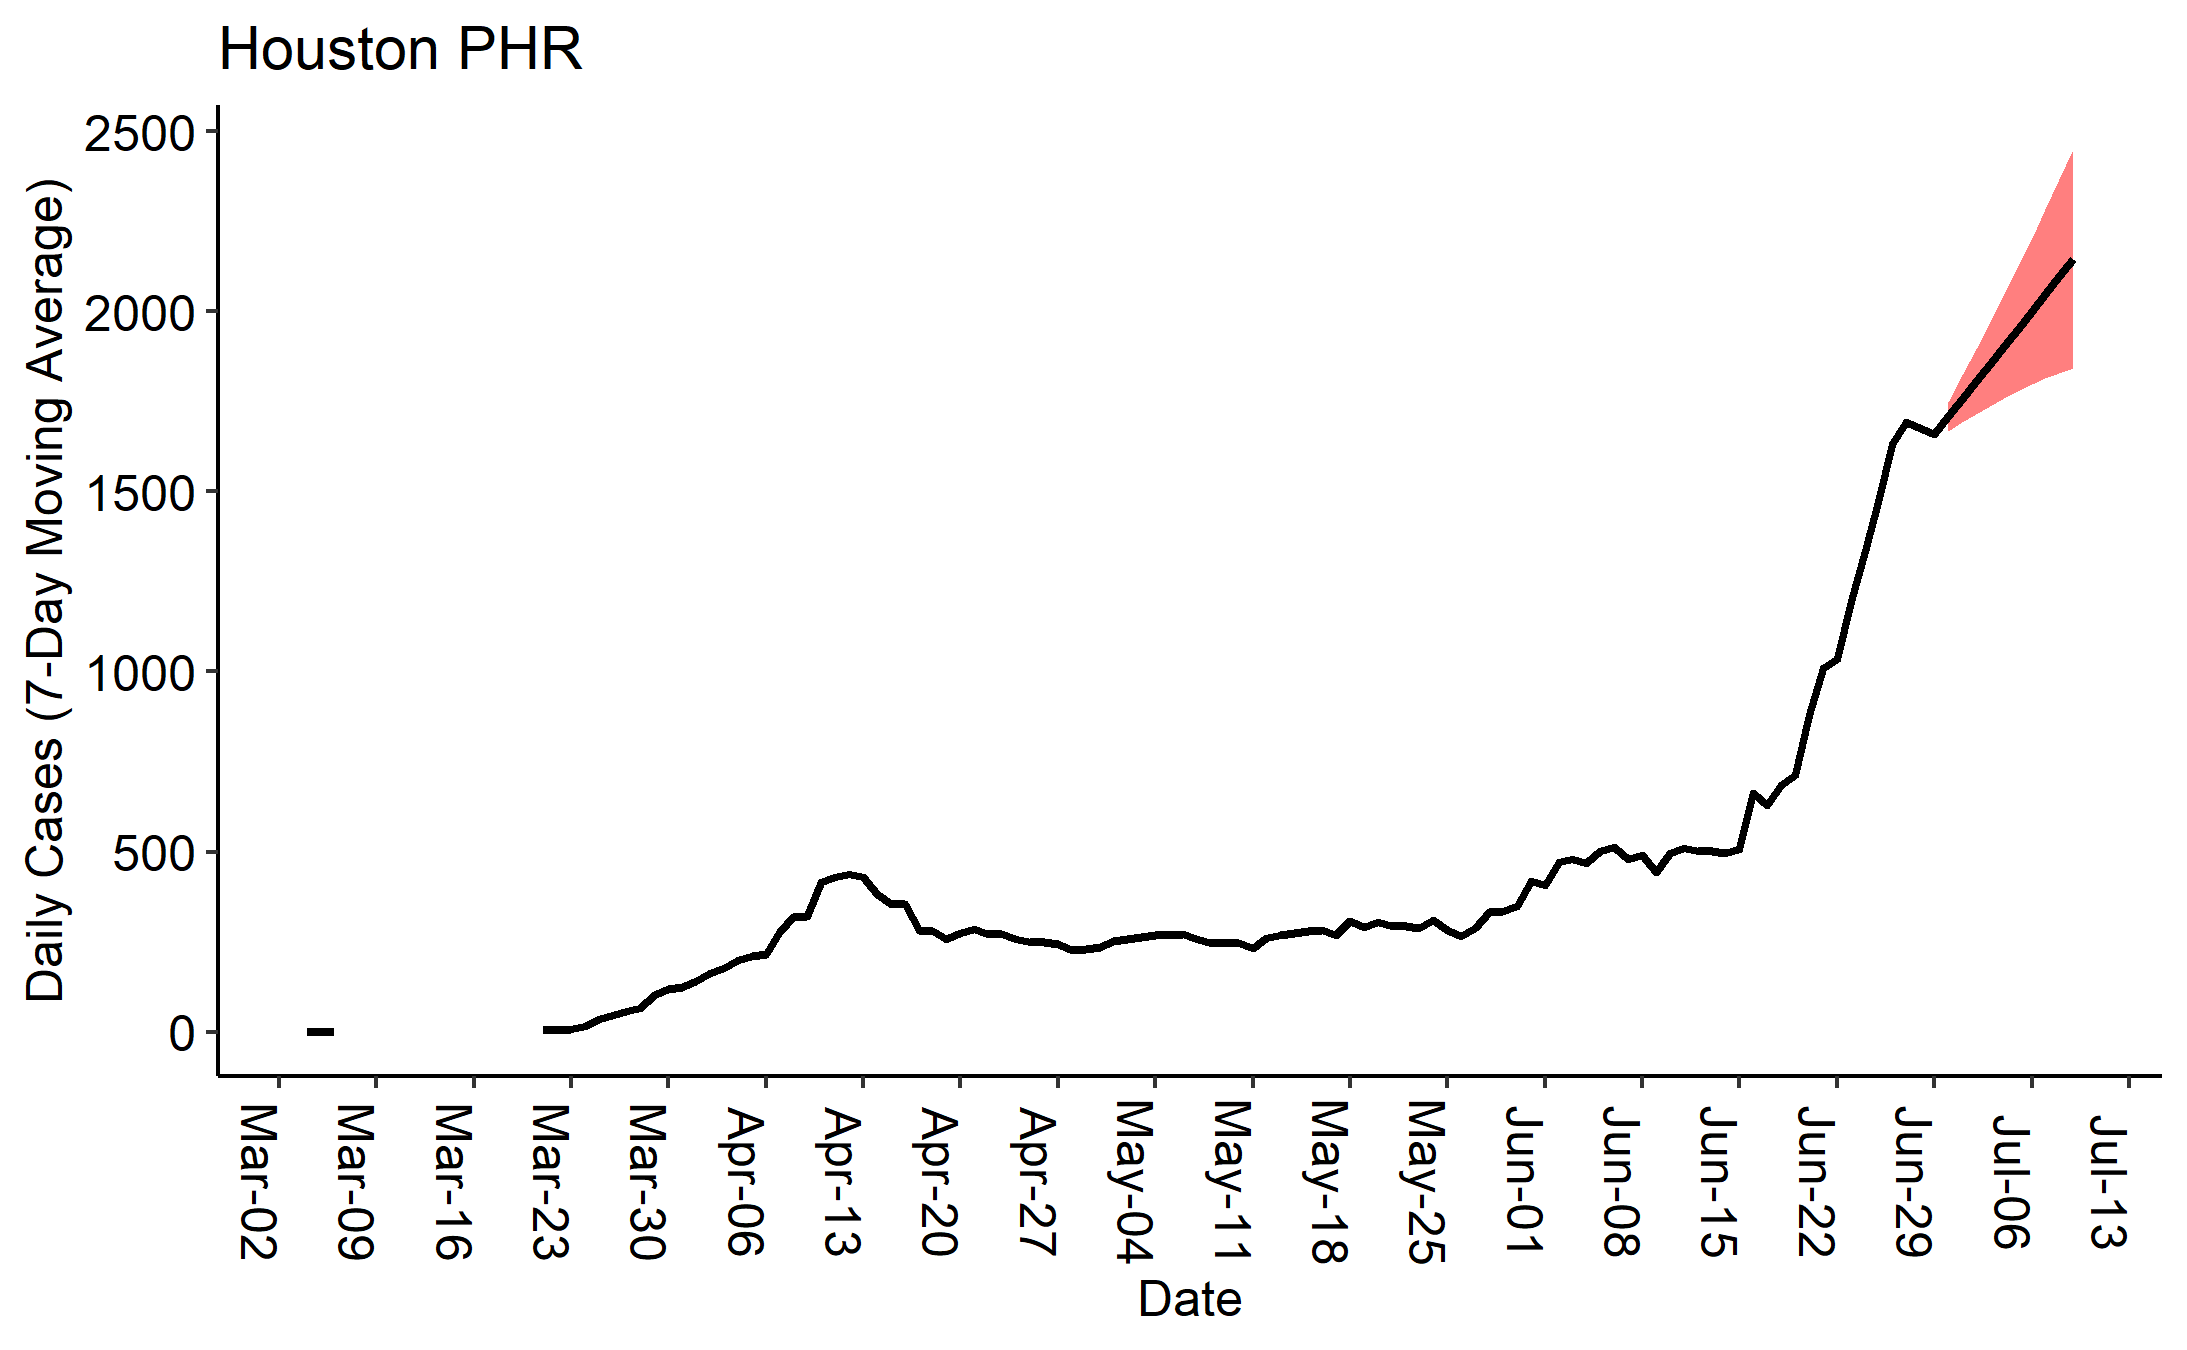 Houston PHR
Daily Cases (7-Day Moving Average)
2500
2000
1500
1000
500
0
Mar-02
Mar-09
Mar-16
Mar-23
Mar-30
Apr-06
Apr-13
Apr-20
Apr-27
May-04
May-11
May-18
May-25
Jun-01
Jun-08
Jun-15
Jun-22
Jun-29
Jul-06
Jul-13
Date